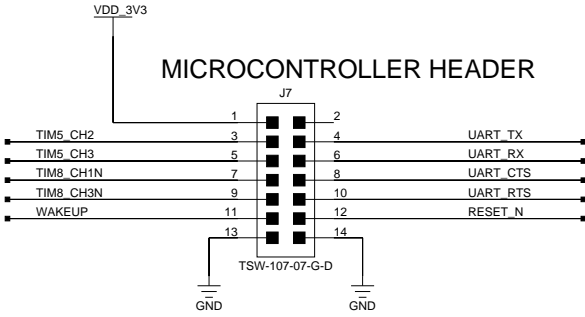 VDD_3V3
MICROCONTROLLER HEADER
J7
1 2
TIM5_CH2 3 4 UART_TX
TIM5_CH3 5 6 UART_RX
TIM8_CH1N 7 8 UART_CTS
TIM8_CH3N 9 10 UART_RTS
WAKEUP 11 12 RESET_N
13 14
TSW-107-07-G-D
GND GND